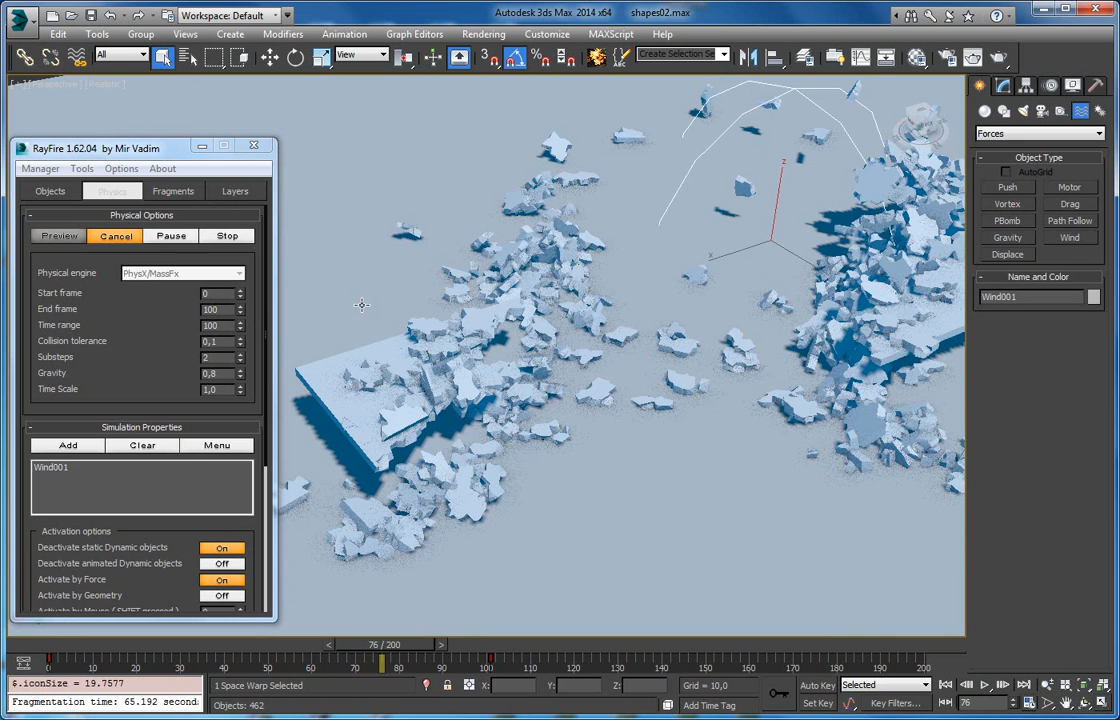 Workspace: Default
Autodesk 3ds Max 2014 x64 shapes02.max
Edit Tools Group Views Create Modifiers Animation Graph Editors Rendering Customize MAXScript Help
All View 3 Create Selection Se
[+] [Perspective] [Realistic]
RayFire 1.62.04 by Mir Vadim
Manager Tools Options About
Objects Physics Fragments Layers
- Physical Options
Preview Cancel Pause Stop
Physical engine PhysX/MassFx
Start frame 0
End frame 100
Time range 100
Collision tolerance 0,1
Substeps 2
Gravity 0,8
Time Scale 1,0
- Simulation Properties
Add Clear Menu
Wind001
Activation options
Deactivate static Dynamic objects On
Deactivate animated Dynamic objects Off
Activate by Force On
Activate by Geometry Off
Activate by Mouse ( SHIFT pressed )
z
x
Forces
- Object Type
AutoGrid
Push Motor
Vortex Drag
PBomb Path Follow
Gravity Wind
Displace
- Name and Color
Wind001
< 76 / 200 >
0 10 20 30 40 50 60 70 80 90 100 110 120 130 140 150 160 170 180 190 200
$.iconSize = 19.7577
Fragmentation time: 65.192 second
1 Space Warp Selected X: Y: Z: Grid = 10,0
Objects: 462 Add Time Tag
Auto Key Selected
Set Key Key Filters... 76